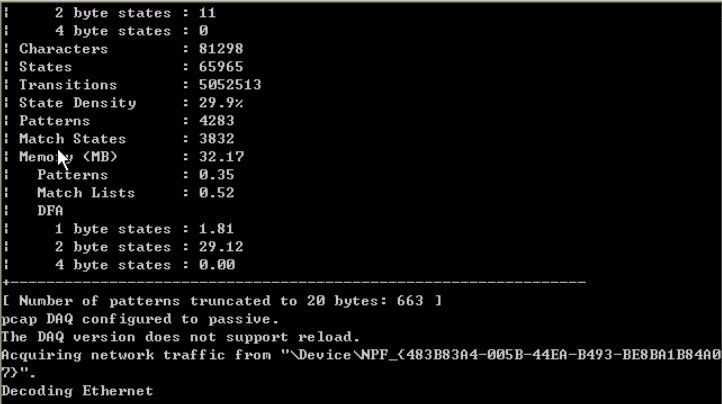 |     2 byte states : 11
|     4 byte states : 0
| Characters        : 81298
| States            : 65965
| Transitions       : 5052513
| State Density     : 29.9%
| Patterns          : 4283
| Match States      : 3832
| Memory (MB)       : 32.17
|   Patterns        : 0.35
|   Match Lists     : 0.52
|   DFA
|     1 byte states : 1.81
|     2 byte states : 29.12
|     4 byte states : 0.00
+----------------------------------------------------------------
[ Number of patterns truncated to 20 bytes: 663 ]
pcap DAQ configured to passive.
The DAQ version does not support reload.
Acquiring network traffic from "\Device\NPF_{483B83A4-005B-44EA-B493-BE8BA1B84A0
7}".
Decoding Ethernet